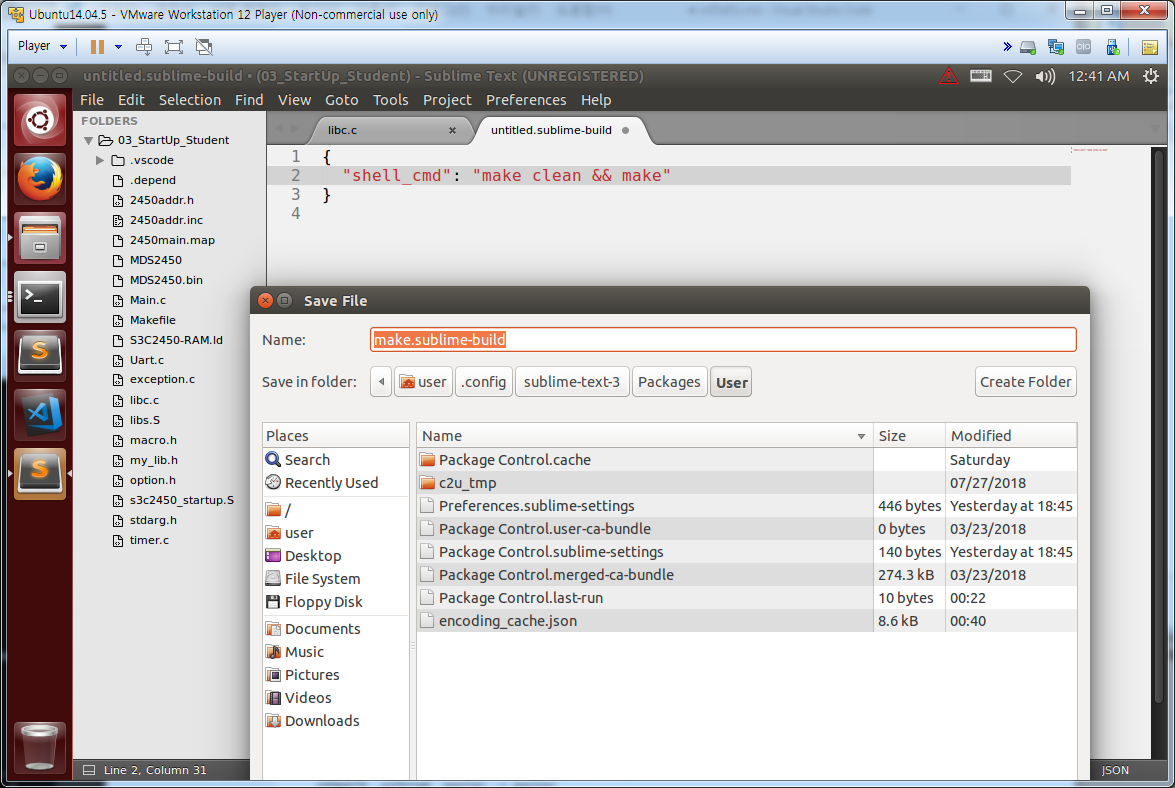 Ubuntu14.04.5 - VMware Workstation 12 Player (Non-commercial use only)
Player
untitled.sublime-build • (03_StartUp_Student) - Sublime Text (UNREGISTERED)
12:41 AM
File Edit Selection Find View Goto Tools Project Preferences Help
FOLDERS
03_StartUp_Student
.vscode
.depend
2450addr.h
2450addr.inc
2450main.map
MDS2450
MDS2450.bin
Main.c
Makefile
S3C2450-RAM.ld
Uart.c
exception.c
libc.c
libs.S
macro.h
my_lib.h
option.h
s3c2450_startup.S
stdarg.h
timer.c
libc.c
untitled.sublime-build
1 {
2 "shell_cmd": "make clean && make"
3 }
4
Save File
Name: make.sublime-build
Save in folder: user .config sublime-text-3 Packages User Create Folder
Places
Search
Recently Used
/
user
Desktop
File System
Floppy Disk
Documents
Music
Pictures
Videos
Downloads
Name Size Modified
Package Control.cache Saturday
c2u_tmp 07/27/2018
Preferences.sublime-settings 446 bytes Yesterday at 18:45
Package Control.user-ca-bundle 0 bytes 03/23/2018
Package Control.sublime-settings 140 bytes Yesterday at 18:45
Package Control.merged-ca-bundle 274.3 kB 03/23/2018
Package Control.last-run 10 bytes 00:22
encoding_cache.json 8.6 kB 00:40
Line 2, Column 31
JSON